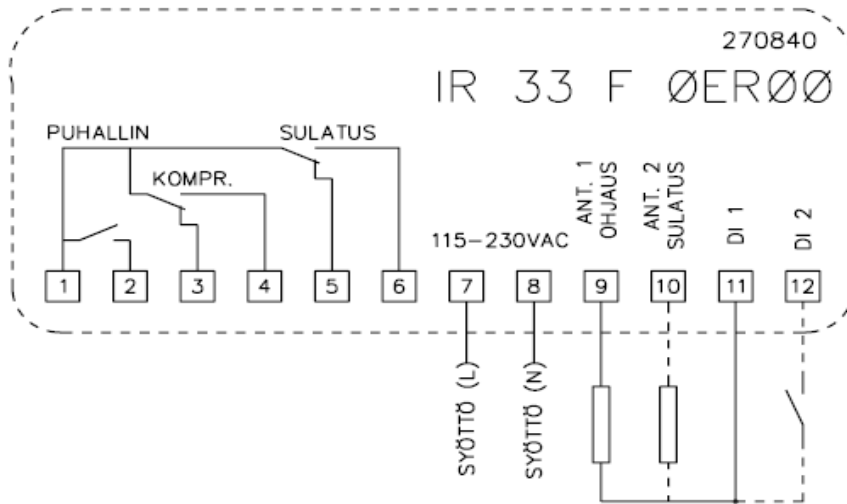 270840
IR 33 F ØERØØ
PUHALLIN
SULATUS
KOMPR.
115-230VAC
ANT. 1
OHJAUS
ANT. 2
SULATUS
DI 1
DI 2
1 2 3 4 5 6 7 8 9 10 11 12
SYÖTTÖ (L)
SYÖTTÖ (N)